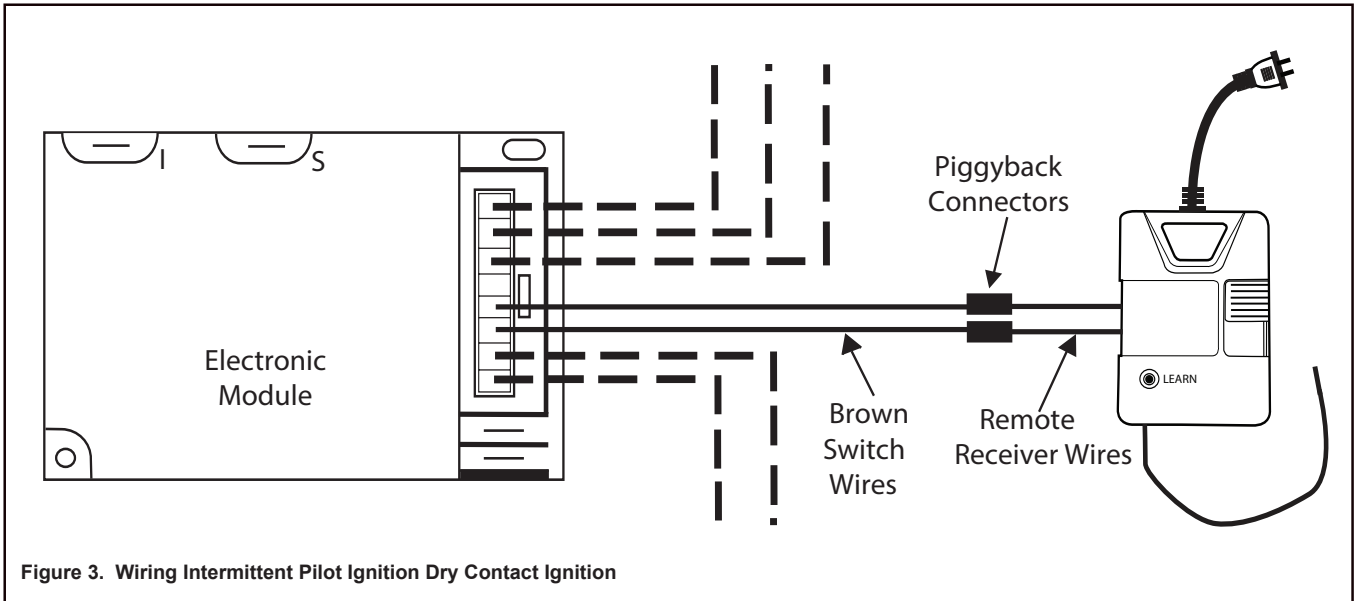 I
S
Electronic
Module
Piggyback
Connectors
Brown
Switch
Wires
Remote
Receiver Wires
LEARN
Figure 3. Wiring Intermittent Pilot Ignition Dry Contact Ignition